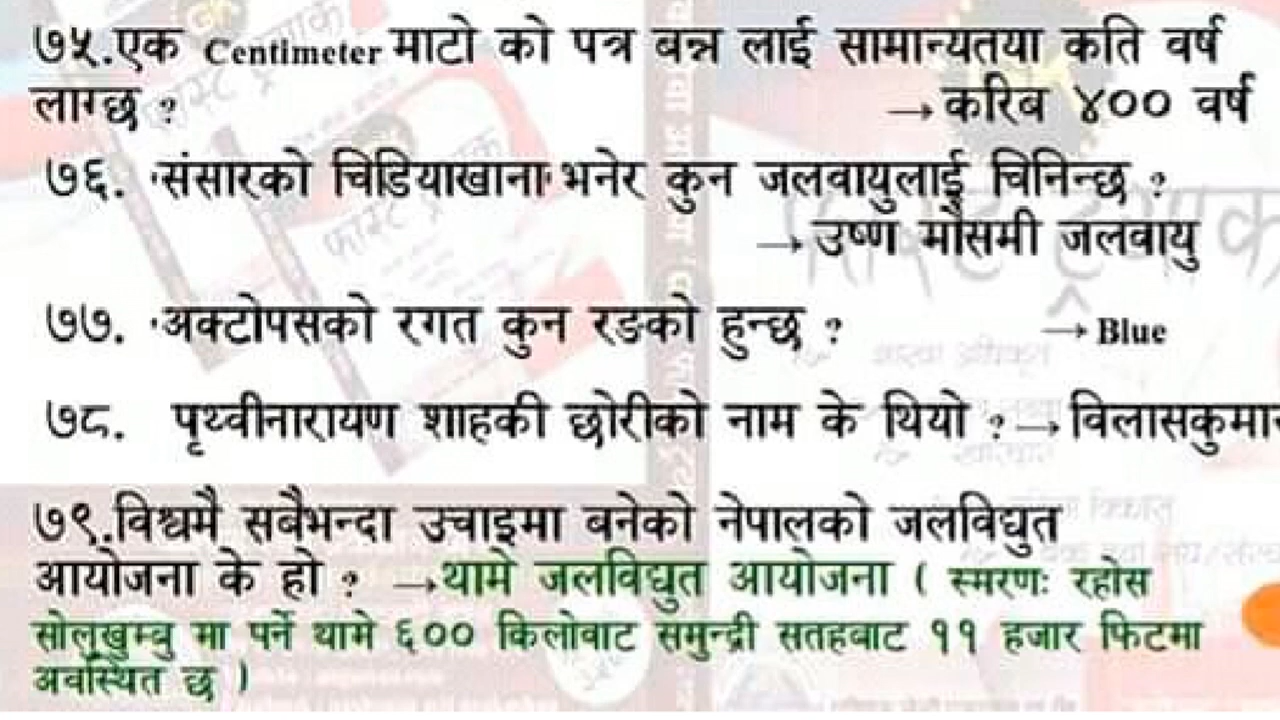 ७५.एक Centimeter माटो को पत्र बन्न लाई सामान्यतया कति वर्ष
लाग्छ ? → करिब ४०० वर्ष
७६. 'संसारको चिडियाखाना' भनेर कुन जलवायुलाई चिनिन्छ ?
→ उष्ण मौसमी जलवायु
७७. 'अक्टोपसको रगत कुन रङको हुन्छ ? → Blue
७८. पृथ्वीनारायण शाहकी छोरीको नाम के थियो ? →
७९.विश्वमै सबैभन्दा उचाइमा बनेको नेपालको जलविद्युत
आयोजना के हो ? →थामे जलविद्युत आयोजना ( स्मरणः रहोस
सोलुखुम्बु मा पर्ने थामे ६०० किलोवाट समुन्द्री सतहबाट ११ हजार फिटमा
अवस्थित छ )